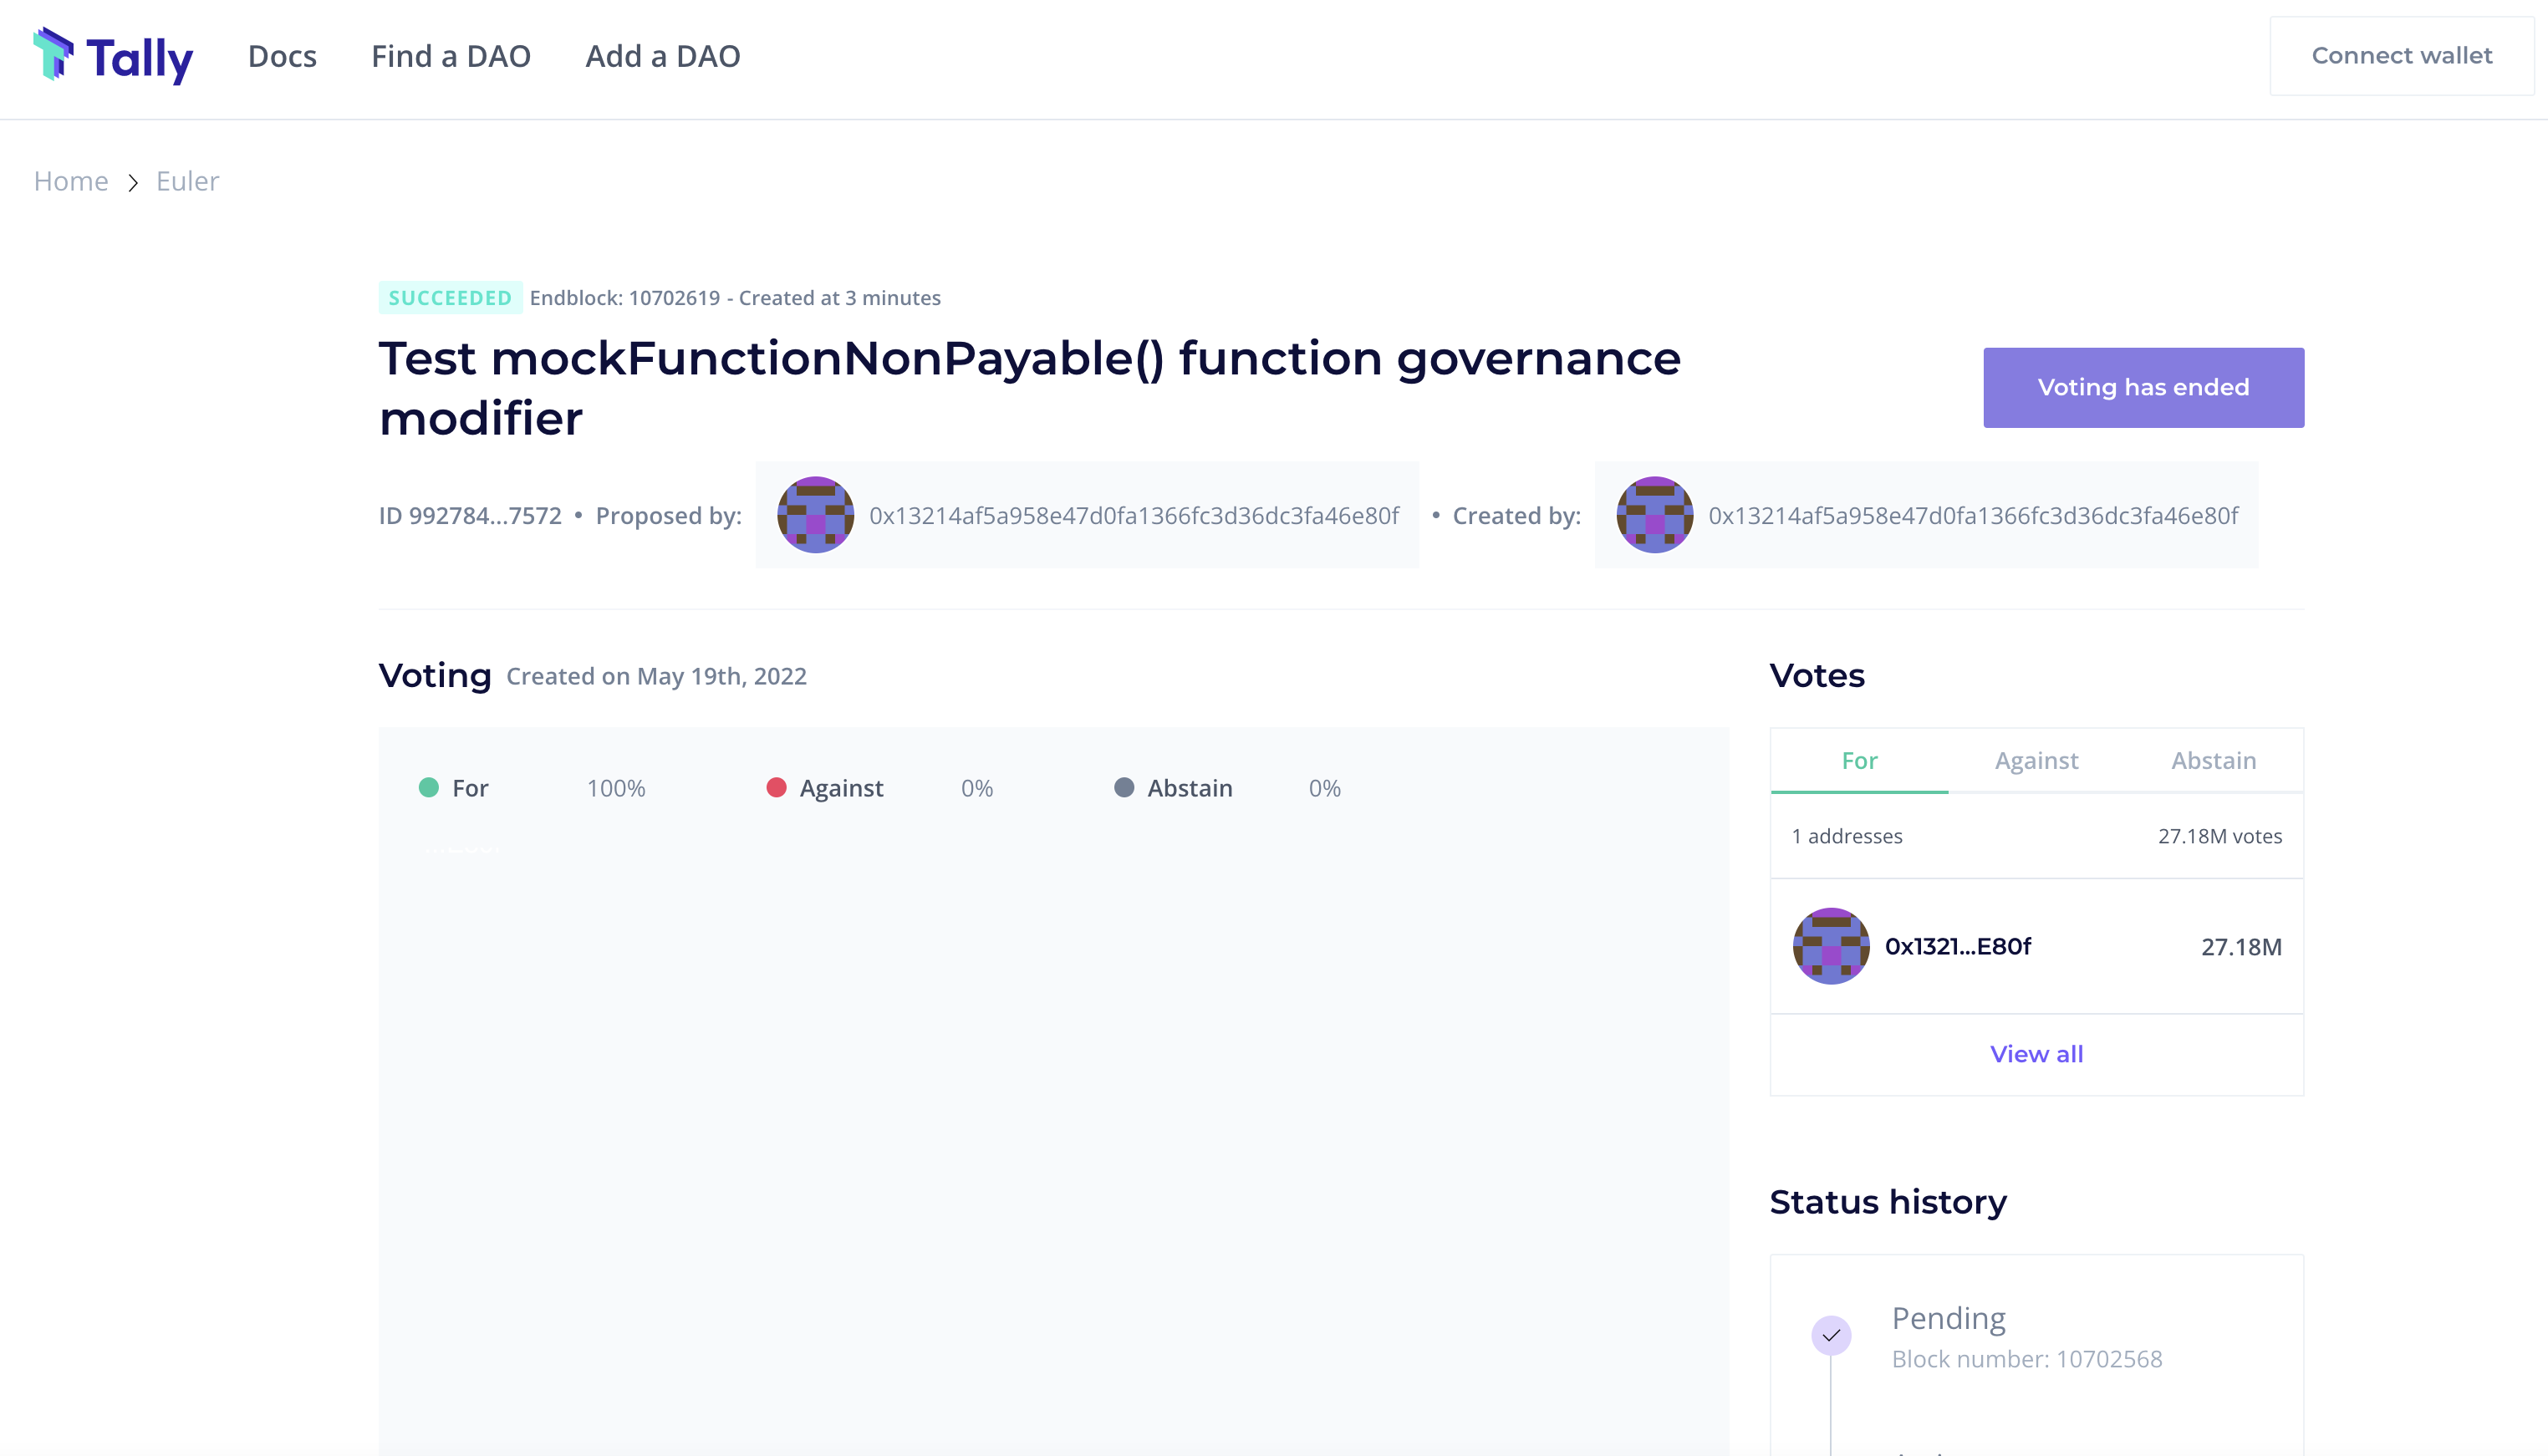 Tally
Docs
Find a DAO
Add a DAO
Connect wallet
Home
Euler
SUCCEEDED Endblock: 10702619 - Created at 3 minutes
Test mockFunctionNonPayable() function governance
modifier
Voting has ended
ID 992784...7572 • Proposed by: 0x13214af5a958e47d0fa1366fc3d36dc3fa46e80f • Created by: 0x13214af5a958e47d0fa1366fc3d36dc3fa46e80f
Voting Created on May 19th, 2022
For 100% Against 0% Abstain 0%
Votes
For Against Abstain
1 addresses 27.18M votes
0x1321...E80f 27.18M
View all
Status history
Pending
Block number: 10702568